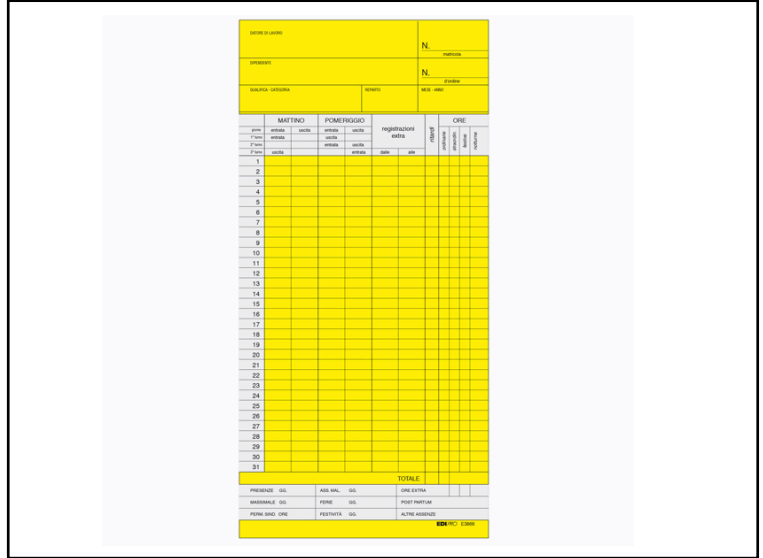 DATORE DI LAVORO
N.
matricola
DIPENDENTE
N.
d'ordine
QUALIFICA - CATEGORIA REPARTO MESE - ANNO
MATTINO POMERIGGIO registrazioni extra ritardi ORE
giorno entrata uscita entrata uscita ordinarie straordin. festive notturne
1° turno entrata uscita
2° turno entrata uscita
3° turno uscita entrata dalle alle
1
2
3
4
5
6
7
8
9
10
11
12
13
14
15
16
17
18
19
20
21
22
23
24
25
26
27
28
29
30
31
TOTALE
PRESENZE GG. ASS. MAL. GG. ORE EXTRA
MASSIMALE GG. FERIE GG. POST PARTUM
PERM. SIND. ORE FESTIVITÀ GG. ALTRE ASSENZE
EDIPRO E3666